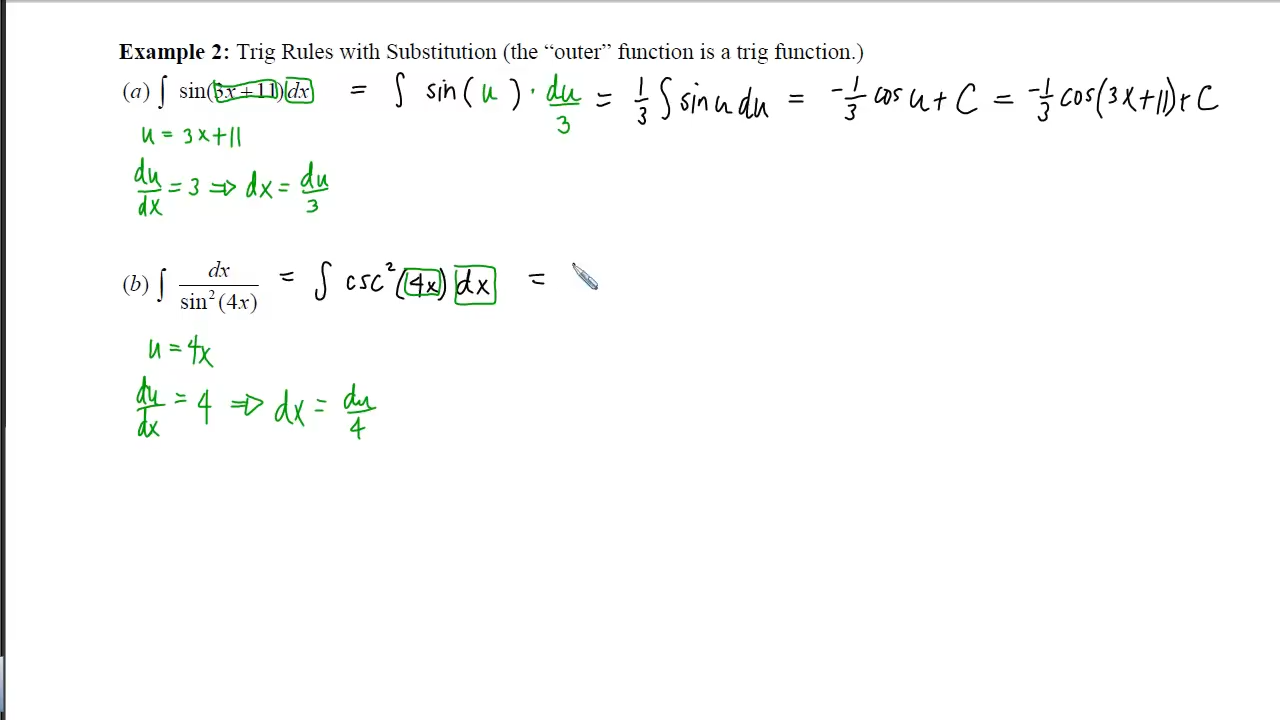 Example 2: Trig Rules with Substitution (the “outer” function is a trig function.)
(a) ∫ sin(3x+11)dx = ∫ sin(u) · du/3 = 1/3 ∫ sin u du = -1/3 cos u + C = -1/3 cos(3x+11)+C
u = 3x+11
du/dx = 3 ⇒ dx = du/3
(b) ∫ dx/sin²(4x) = ∫ csc²(4x) dx =
u = 4x
du/dx = 4 ⇒ dx = du/4